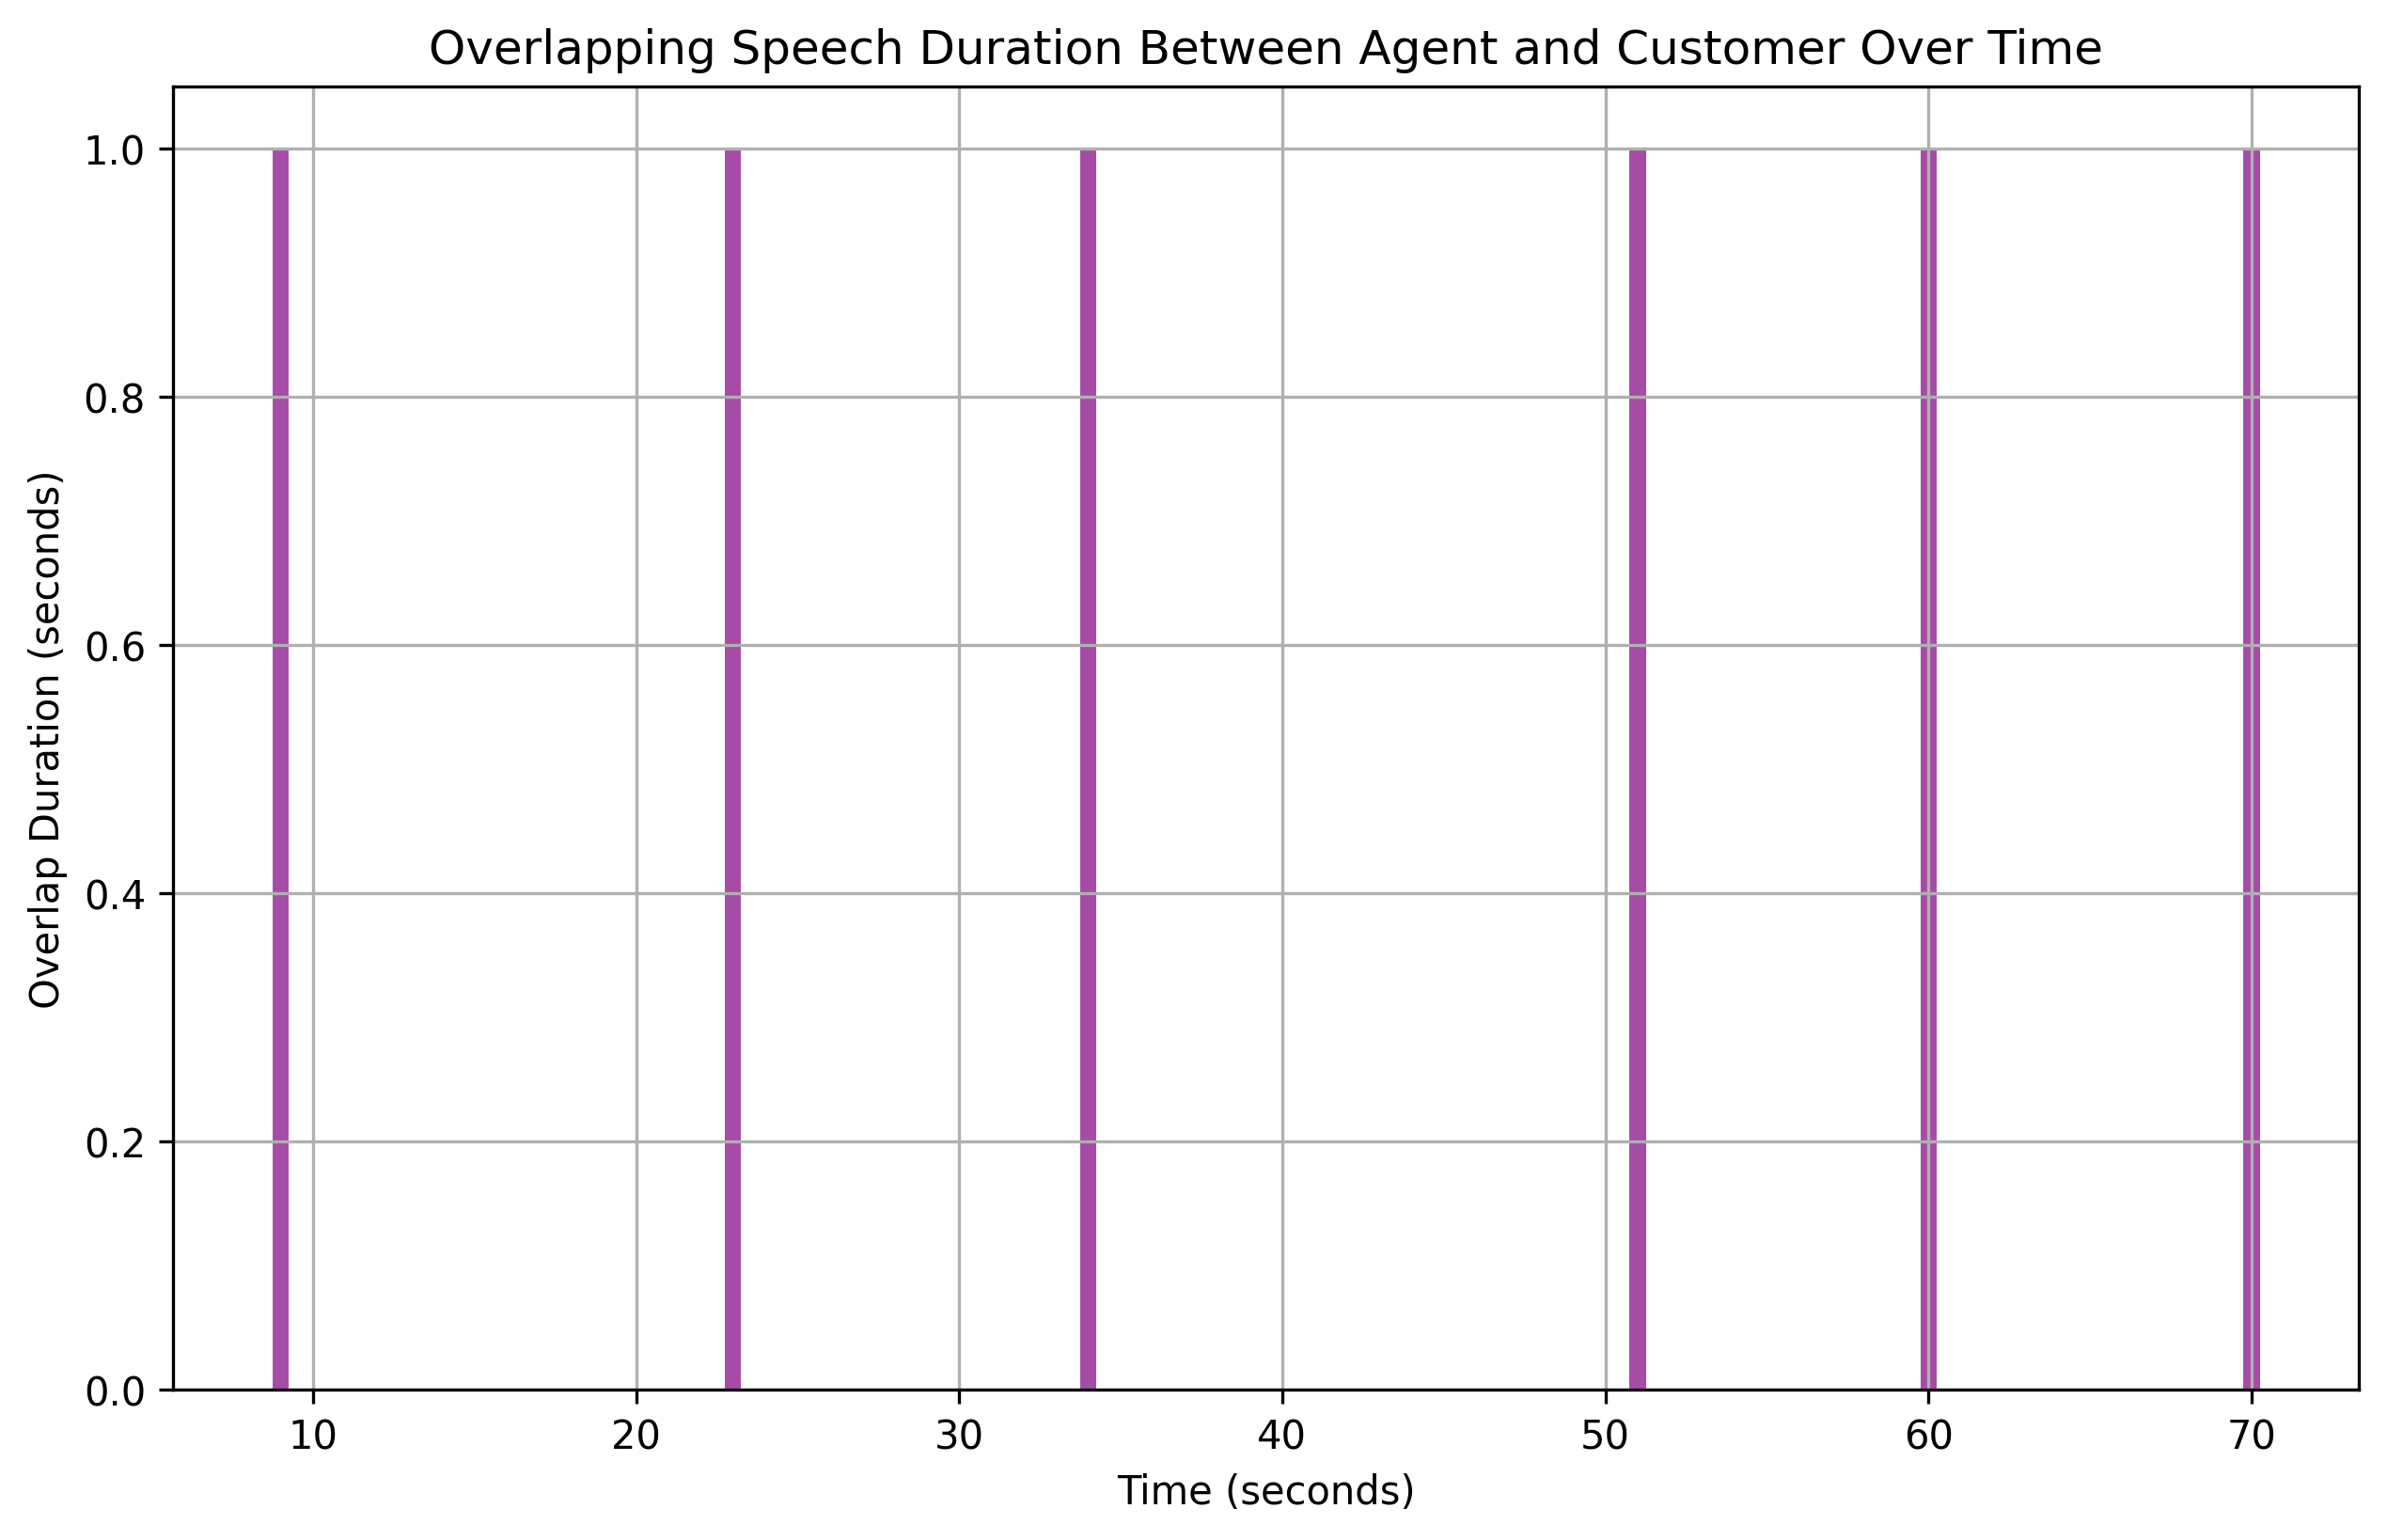 Overlapping Speech Duration Between Agent and Customer Over Time
Overlap Duration (seconds)
1.0
0.8
0.6
0.4
0.2
0.0
10 20 30 40 50 60 70
Time (seconds)